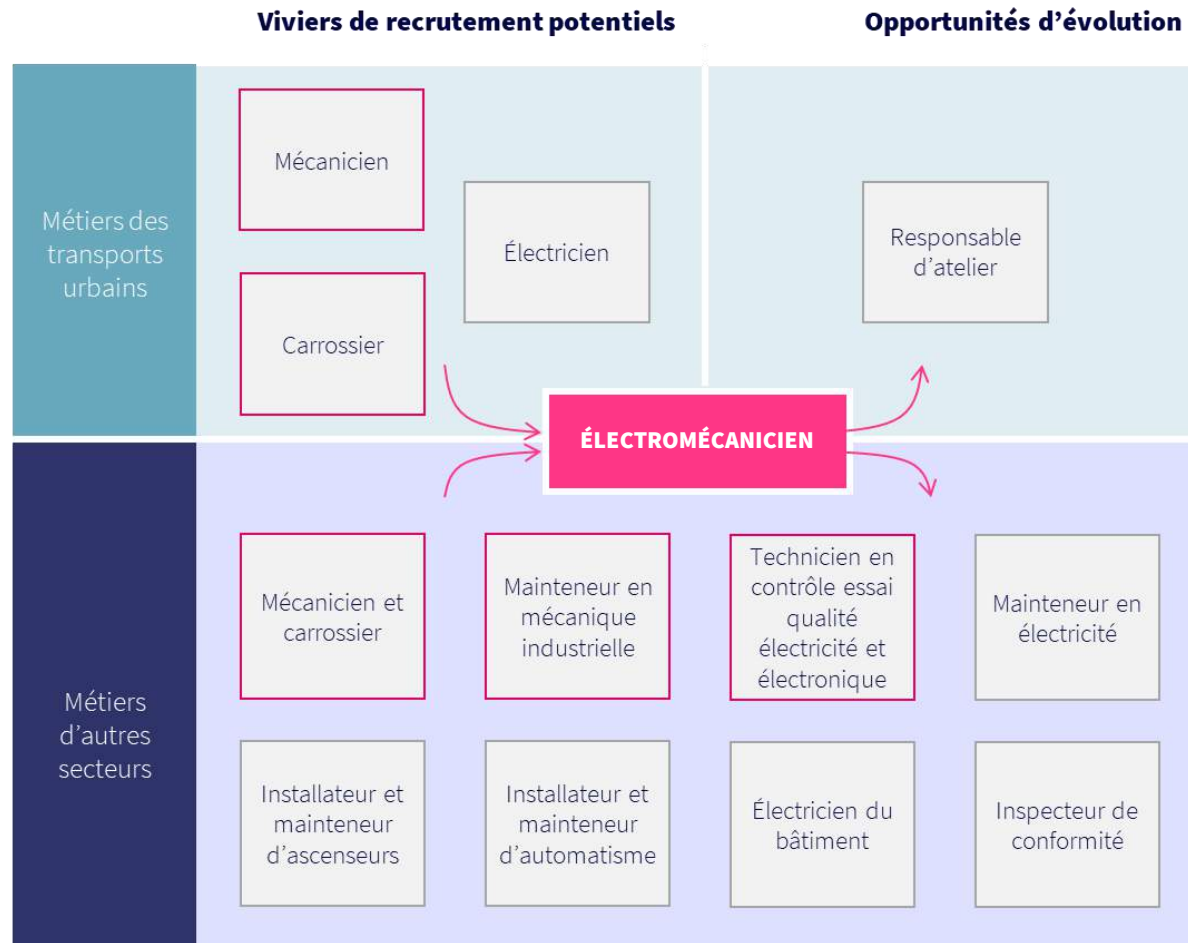 Viviers de recrutement potentiels
Opportunités d’évolution
Métiers des
transports
urbains
Mécanicien
Électricien
Carrossier
Responsable
d’atelier
ÉLECTROMÉCANICIEN
Métiers
d’autres
secteurs
Mécanicien et
carrossier
Mainteneur en
mécanique
industrielle
Technicien en
contrôle essai
qualité
électricité et
électronique
Mainteneur en
électricité
Installateur et
mainteneur
d’ascenseurs
Installateur et
mainteneur
d’automatisme
Électricien du
bâtiment
Inspecteur de
conformité